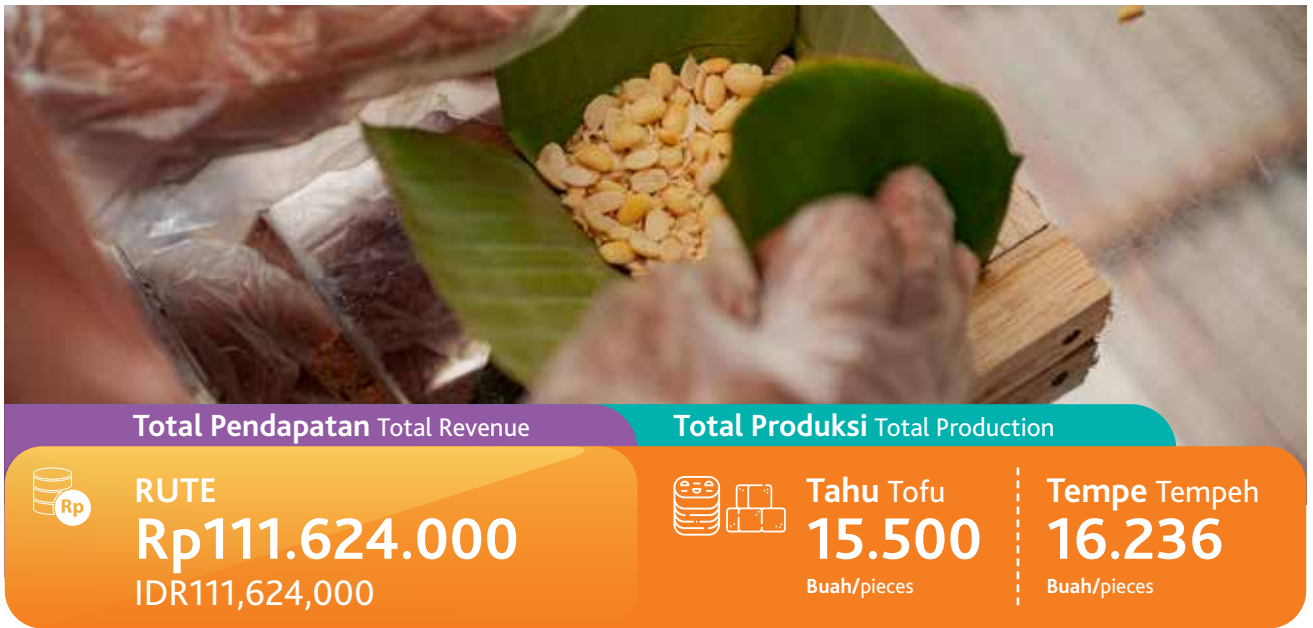 Total Pendapatan Total Revenue
RUTE
Rp
Rp111.624.000
IDR111,624,000
Total Produksi Total Production
Tahu Tofu
15.500
Buah/pieces
Tempe Tempeh
16.236
Buah/pieces